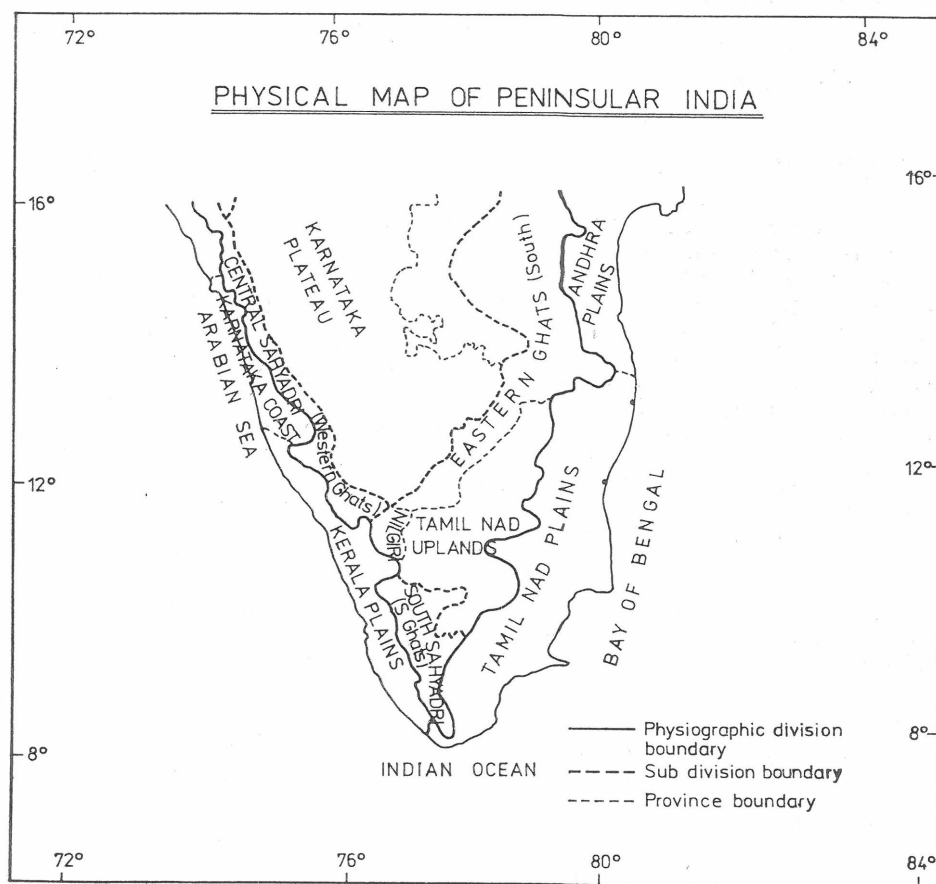 72°
76°
80°
84°
PHYSICAL MAP OF PENINSULAR INDIA
16°
16°
KARNATAKA
PLATEAU
CENTRAL SAHYADRI
(Western Ghats)
KARNATAKA COAST
ARABIAN SEA
EASTERN GHATS (South)
ANDHRA
PLAINS
12°
12°
NILGIRI
TAMIL NAD
UPLANDS
KERALA PLAINS
SOUTH SAHYADRI
(S Ghats)
TAMIL NAD PLAINS
BAY OF BENGAL
8°
8°
INDIAN OCEAN
Physiographic division
boundary
Sub division boundary
Province boundary
72°
76°
80°
84°